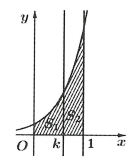 y
S₁ S₂
O k 1 x